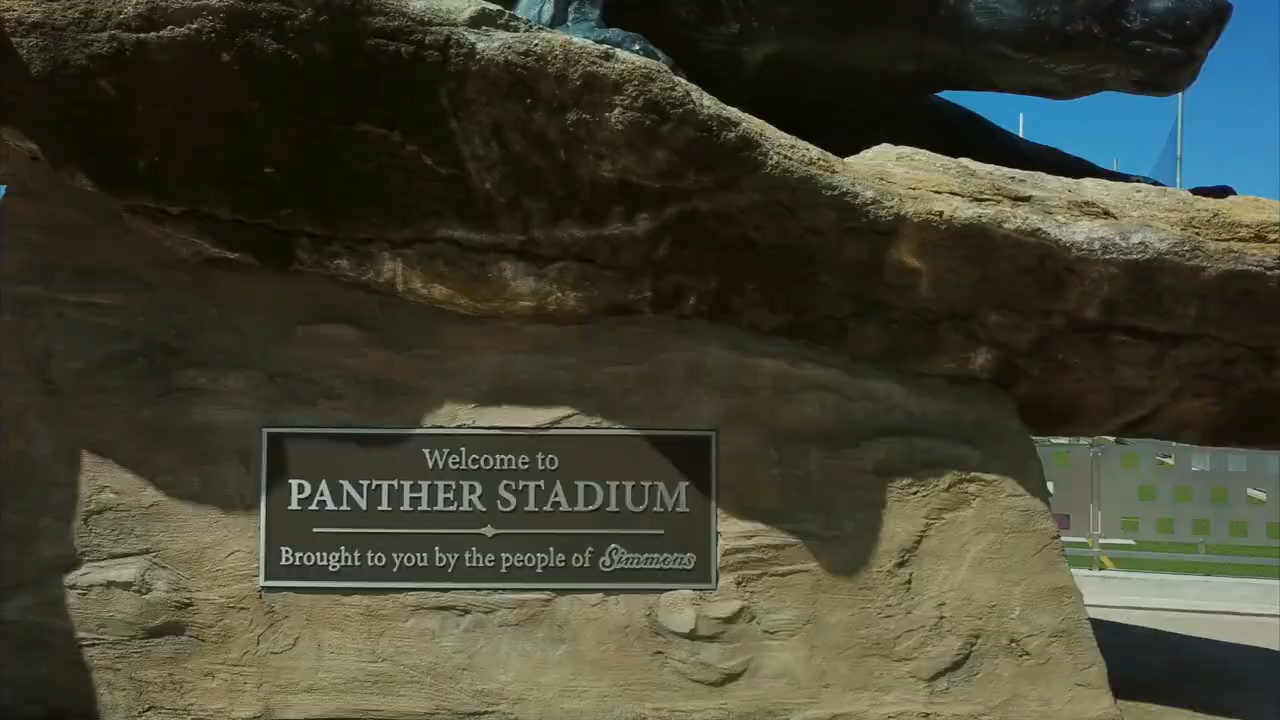 Welcome to
PANTHER STADIUM
Brought to you by the people of Simmons